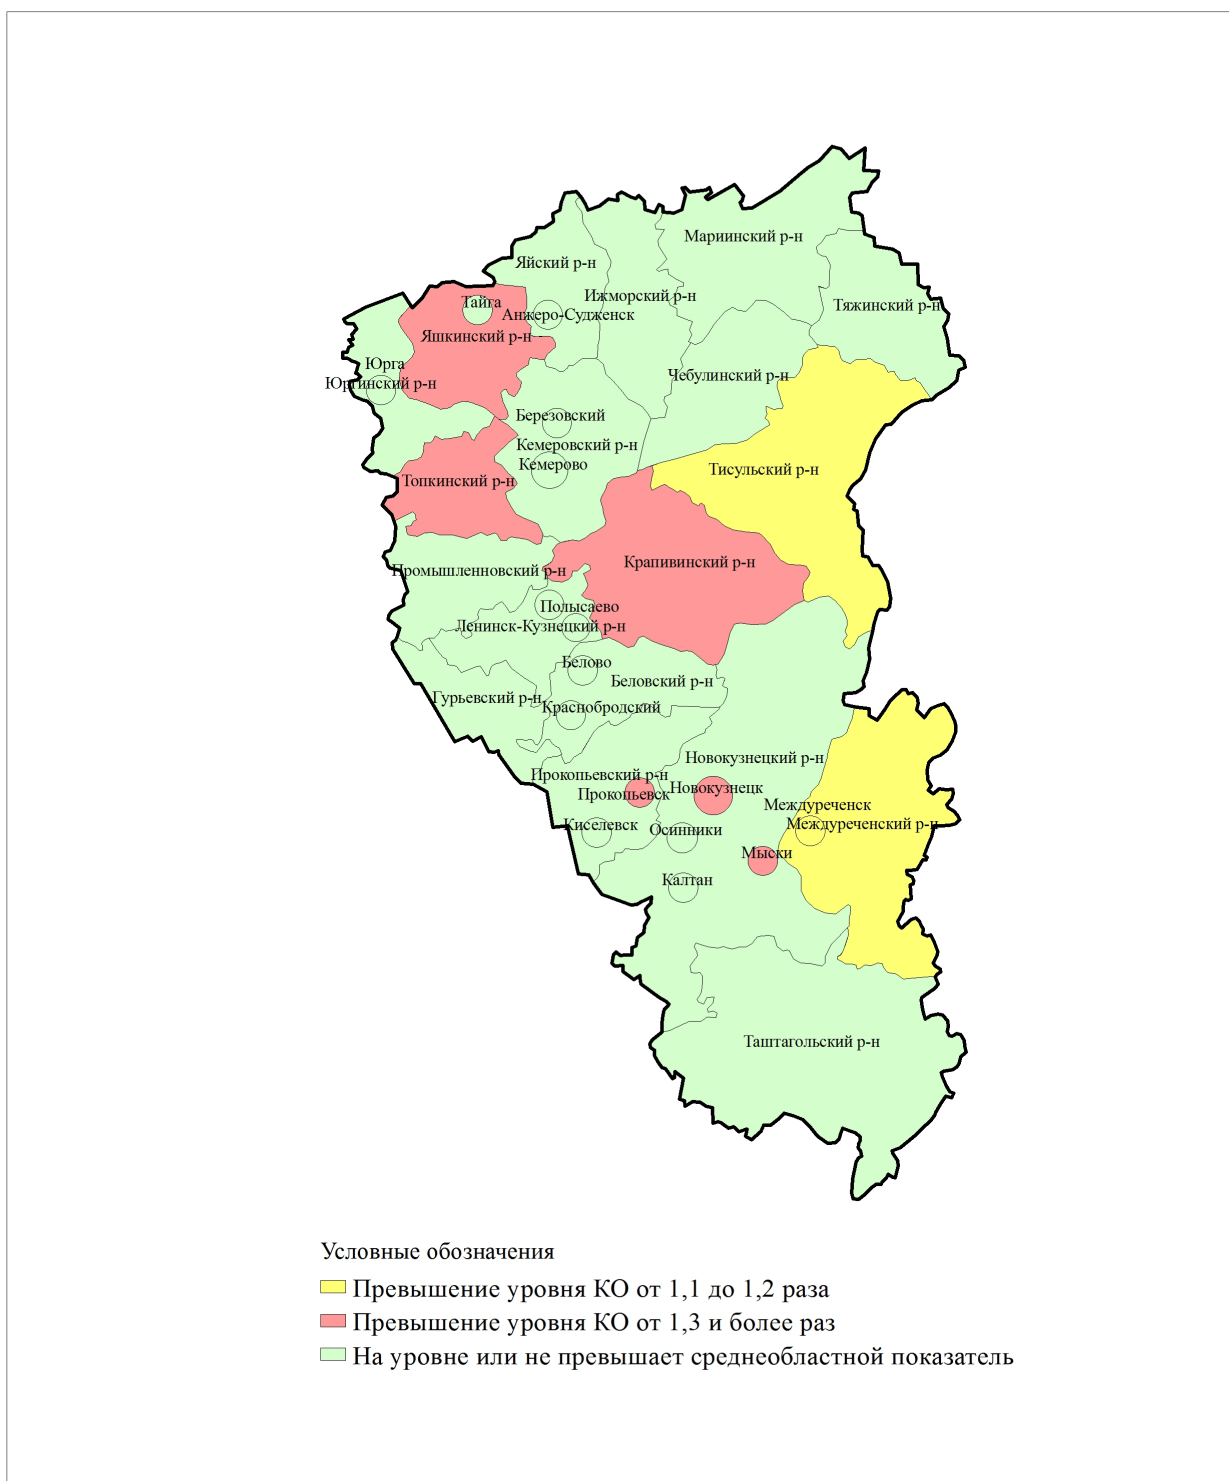 Мариинский р-н
Яйский р-н
Ижморский р-н
Тяжинский р-н
Тайга
Анжеро-Судженск
Яшкинский р-н
Юрга
Юргинский р-н
Чебулинский р-н
Березовский
Кемеровский р-н
Кемерово
Тисульский р-н
Топкинский р-н
Крапивинский р-н
Промышленновский р-н
Полысаево
Ленинск-Кузнецкий р-н
Белово
Беловский р-н
Гурьевский р-н
Краснобродский
Новокузнецкий р-н
Прокопьевский р-н
Прокопьевск
Новокузнецк
Междуреченск
Междуреченский р-н
Киселевск
Осинники
Мыски
Калтан
Таштагольский р-н
Условные обозначения
Превышение уровня КО от 1,1 до 1,2 раза
Превышение уровня КО от 1,3 и более раз
На уровне или не превышает среднеобластной показатель